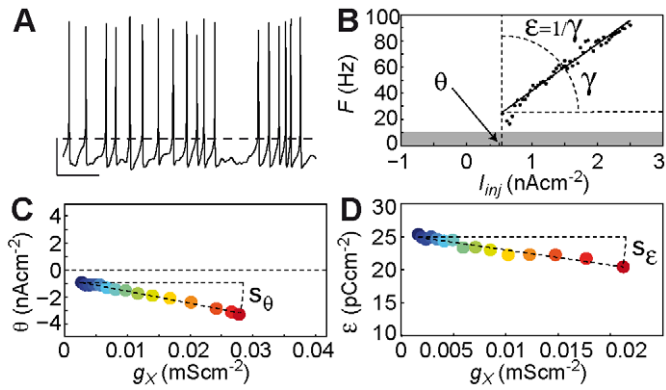 A
B
F (Hz)
100
80
60
40
20
0
ε=1/γ
γ
θ
−1
0
1
2
3
I_inj (nAcm-2)
C
θ (nAcm-2)
4
2
0
−2
−4
s_θ
0
0.01
0.02
0.03
0.04
g_X (mScm-2)
D
ε (pCcm-2)
30
25
20
15
10
s_ε
0
0.005
0.01
0.015
0.02
0.025
g_X (mScm-2)